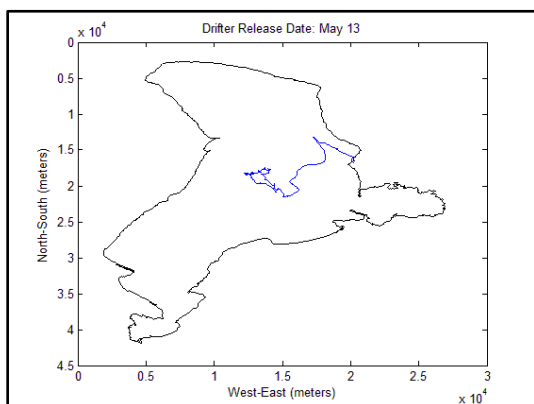 Drifter Release Date: May 13
x 10^4
0
0.5
1
1.5
2
2.5
3
3.5
4
4.5
North-South (meters)
0 0.5 1 1.5 2 2.5 3
West-East (meters)
x 10^4